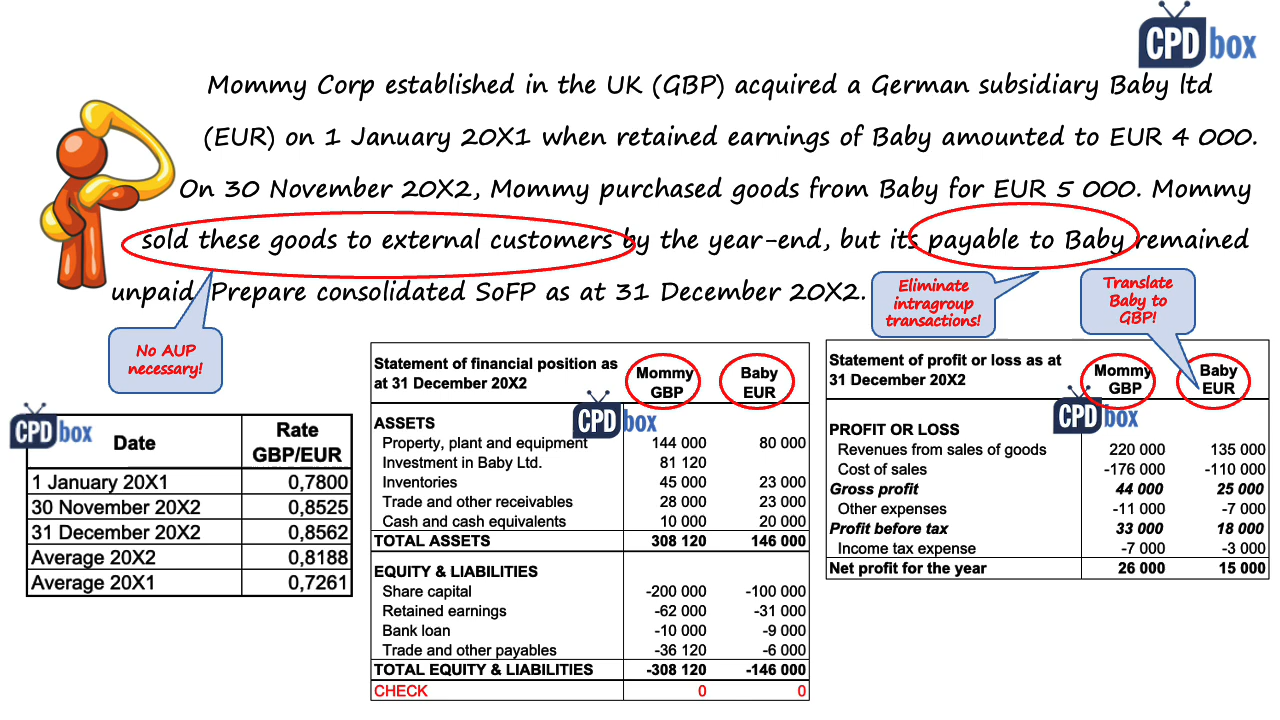 CPD box
Mommy Corp established in the UK (GBP) acquired a German subsidiary Baby ltd
(EUR) on 1 January 20X1 when retained earnings of Baby amounted to EUR 4 000.
On 30 November 20X2, Mommy purchased goods from Baby for EUR 5 000. Mommy
sold these goods to external customers by the year-end, but its payable to Baby remained
unpaid. Prepare consolidated SoFP as at 31 December 20X2.
No AUP
necessary!
Eliminate
intragroup
transactions!
Translate
Baby to
GBP!
CPD box
Date Rate
GBP/EUR
1 January 20X1 0,7800
30 November 20X2 0,8525
31 December 20X2 0,8562
Average 20X2 0,8188
Average 20X1 0,7261
Statement of financial position as
at 31 December 20X2
Mommy
GBP
Baby
EUR
CPD box
ASSETS
Property, plant and equipment 144 000 80 000
Investment in Baby Ltd. 81 120
Inventories 45 000 23 000
Trade and other receivables 28 000 23 000
Cash and cash equivalents 10 000 20 000
TOTAL ASSETS 308 120 146 000
EQUITY & LIABILITIES
Share capital -200 000 -100 000
Retained earnings -62 000 -31 000
Bank loan -10 000 -9 000
Trade and other payables -36 120 -6 000
TOTAL EQUITY & LIABILITIES -308 120 -146 000
CHECK 0 0
Statement of profit or loss as at
31 December 20X2
Mommy
GBP
Baby
EUR
CPD box
PROFIT OR LOSS
Revenues from sales of goods 220 000 135 000
Cost of sales -176 000 -110 000
Gross profit 44 000 25 000
Other expenses -11 000 -7 000
Profit before tax 33 000 18 000
Income tax expense -7 000 -3 000
Net profit for the year 26 000 15 000